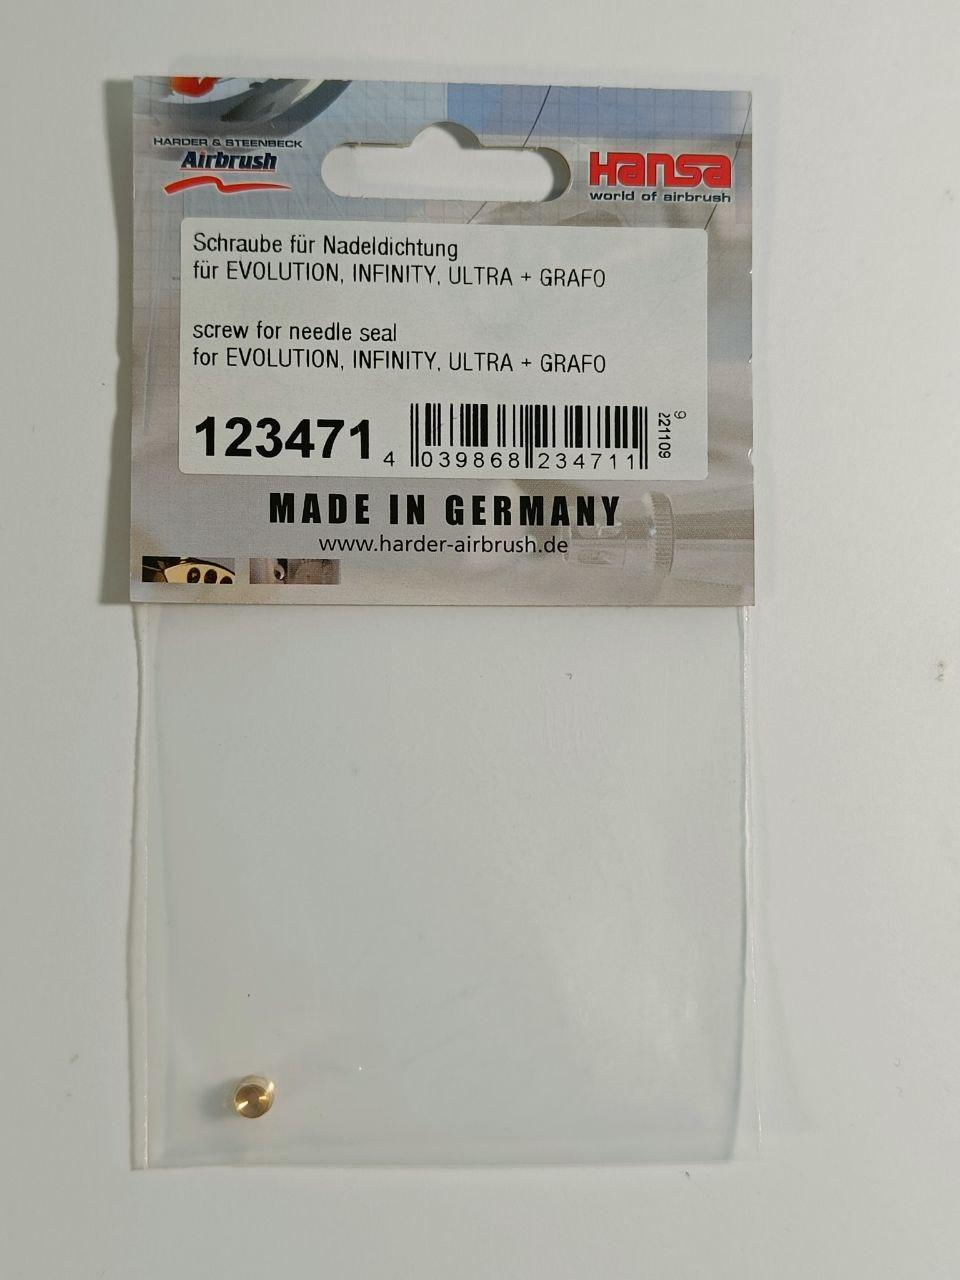 HARDER & STEENBECK
Airbrush
Hansa
world of airbrush
Schraube für Nadeldichtung
für EVOLUTION, INFINITY, ULTRA + GRAFO
screw for needle seal
for EVOLUTION, INFINITY, ULTRA + GRAFO
123471
4 039868 234711
221109
9
MADE IN GERMANY
www.harder-airbrush.de